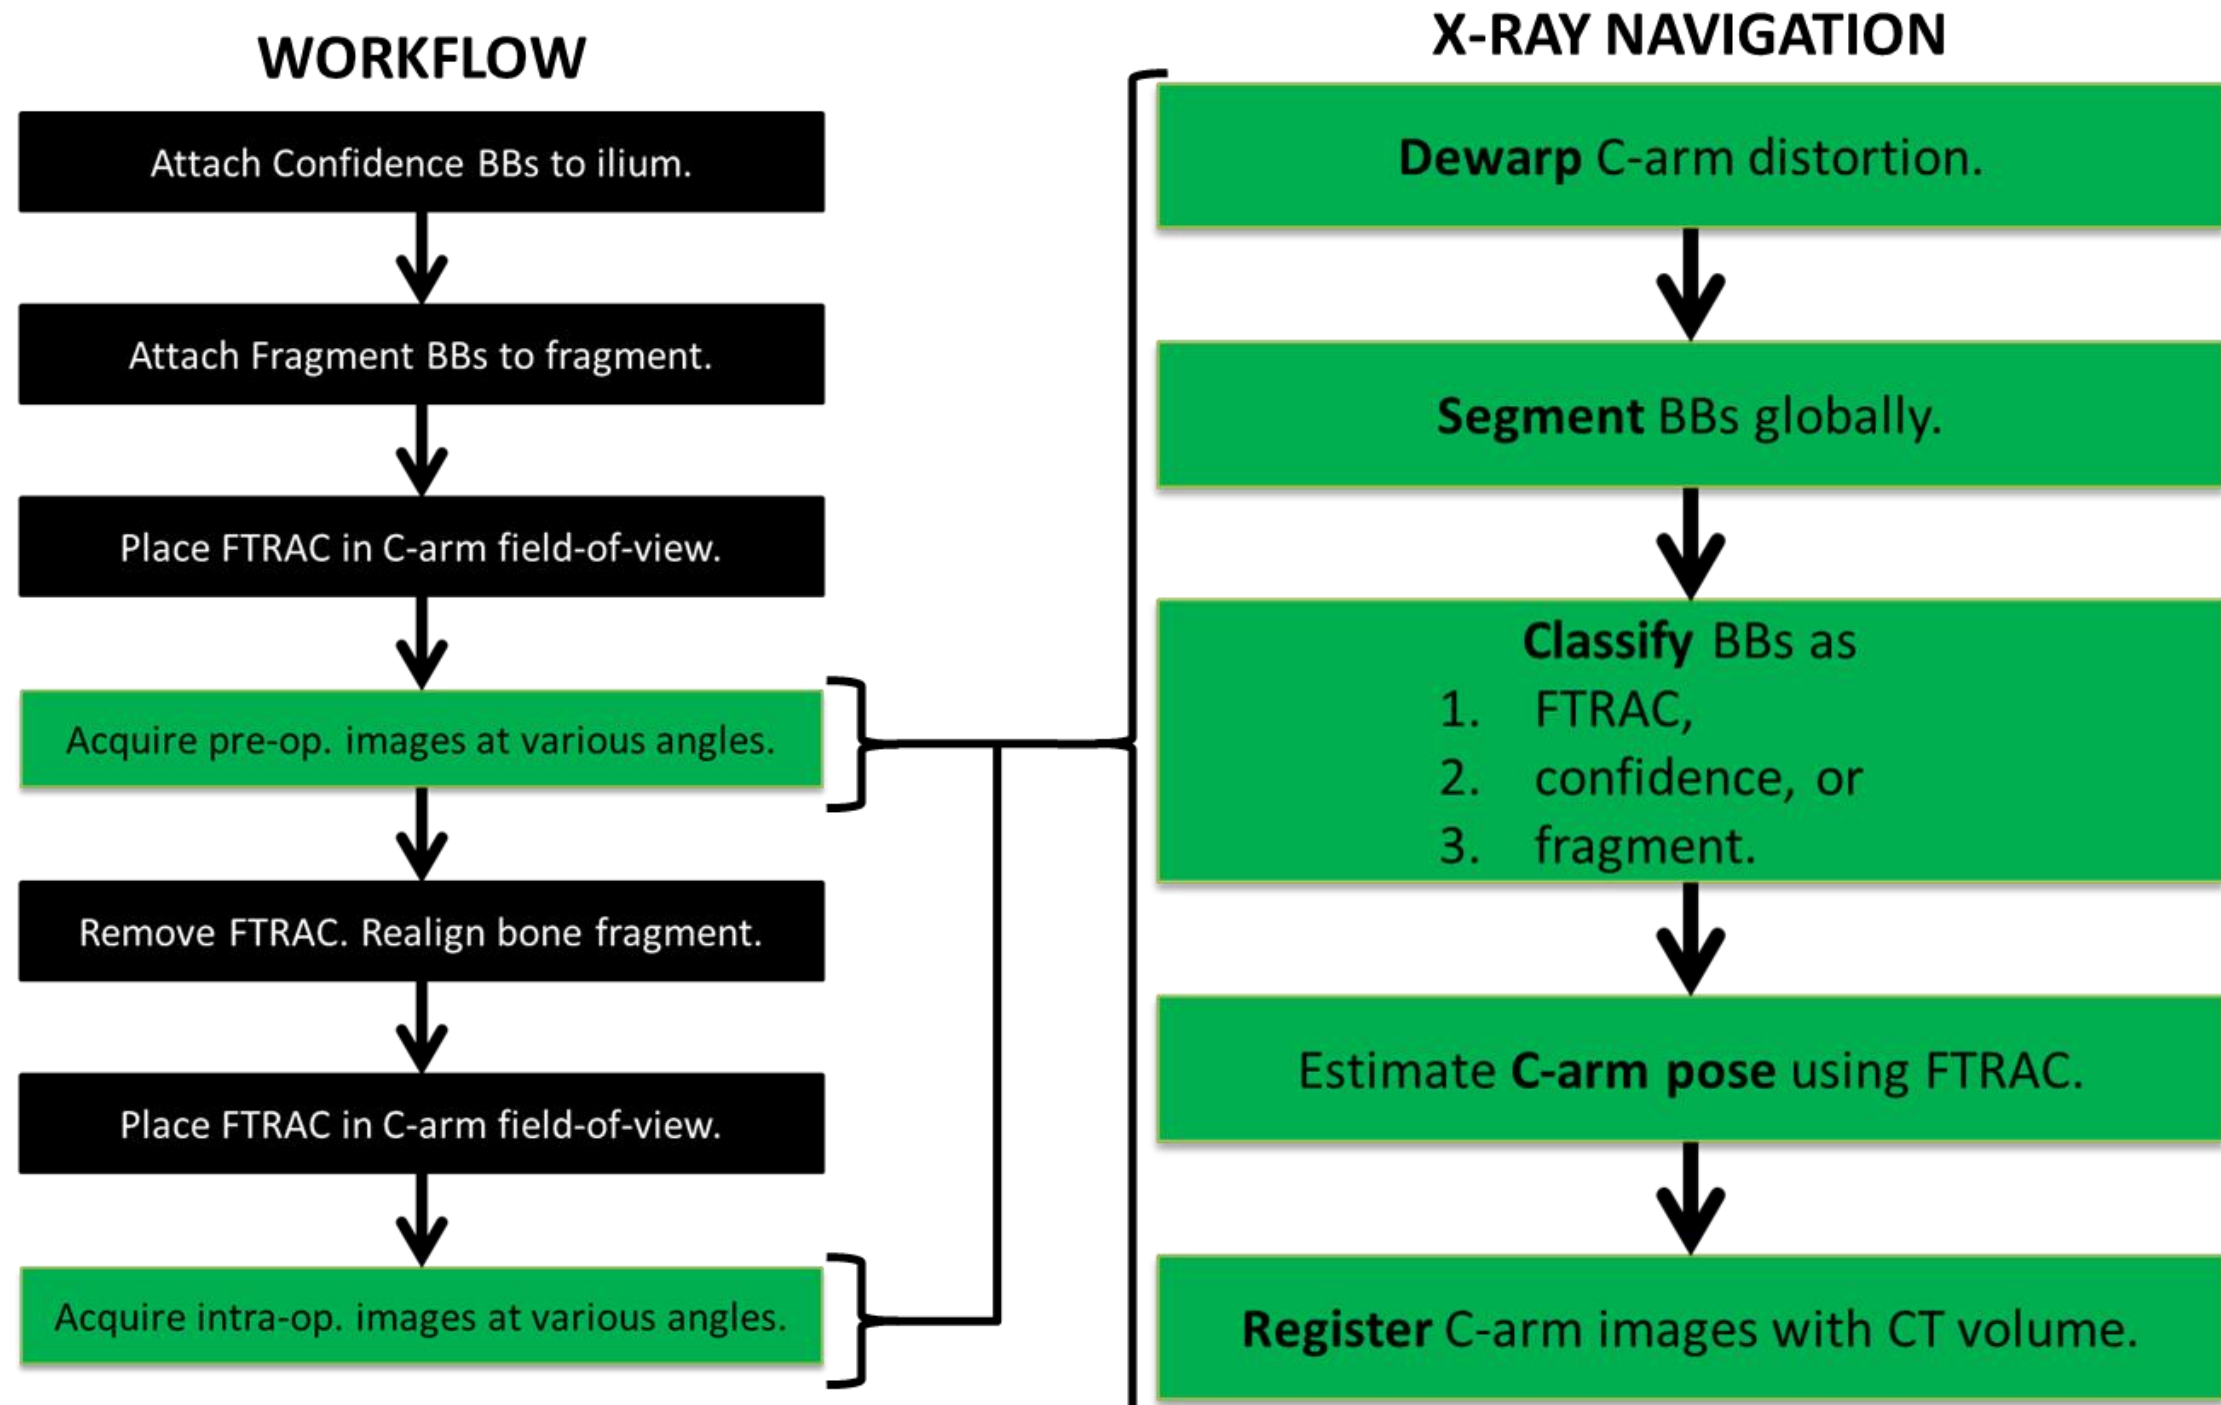 WORKFLOW
Attach Confidence BBs to ilium.
Attach Fragment BBs to fragment.
Place FTRAC in C-arm field-of-view.
Acquire pre-op. images at various angles.
Remove FTRAC. Realign bone fragment.
Place FTRAC in C-arm field-of-view.
Acquire intra-op. images at various angles.
X-RAY NAVIGATION
Dewarp C-arm distortion.
Segment BBs globally.
Classify BBs as
1. FTRAC,
2. confidence, or
3. fragment.
Estimate C-arm pose using FTRAC.
Register C-arm images with CT volume.